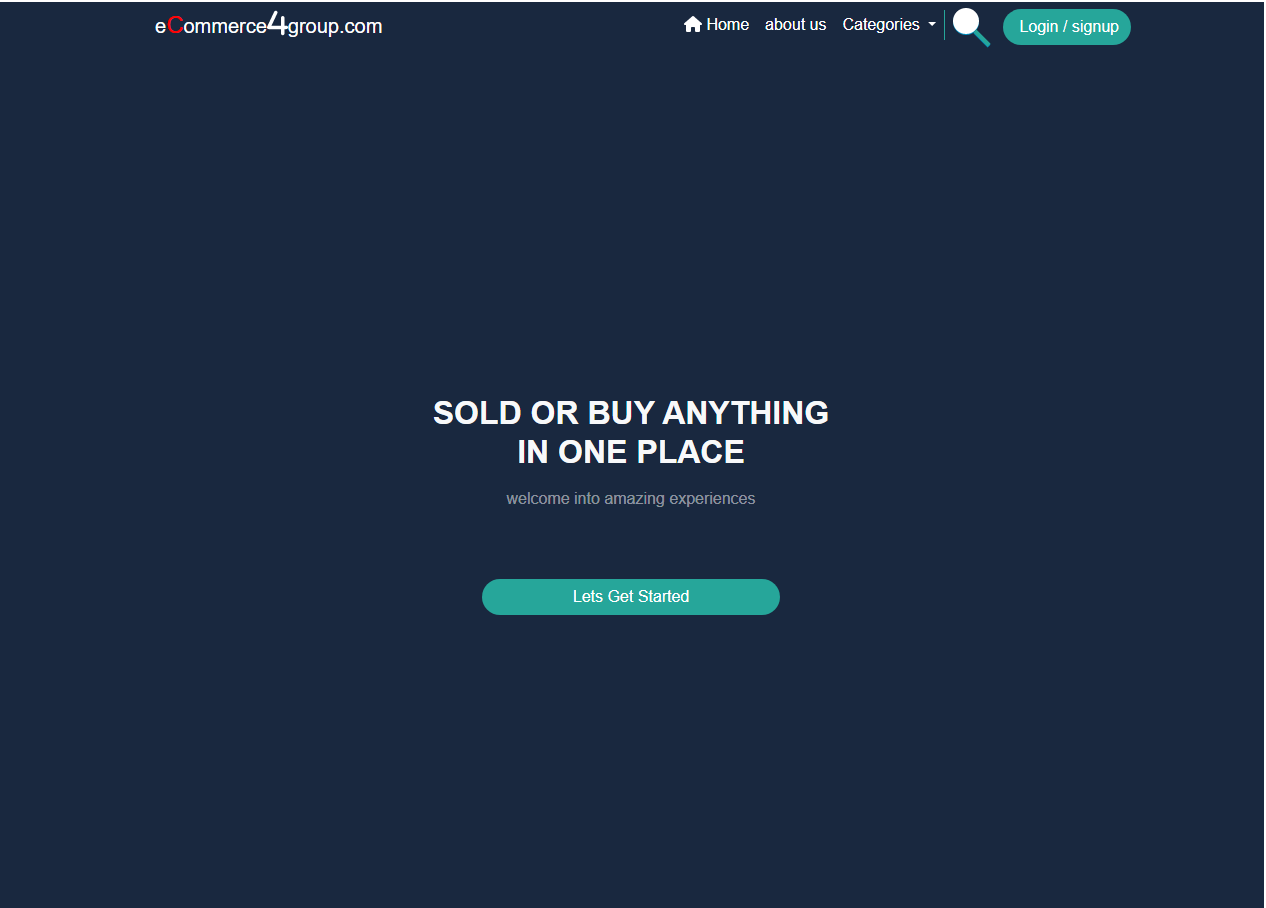 eCommerce4group.com
Home about us Categories Login / signup
SOLD OR BUY ANYTHING
IN ONE PLACE
welcome into amazing experiences
Lets Get Started